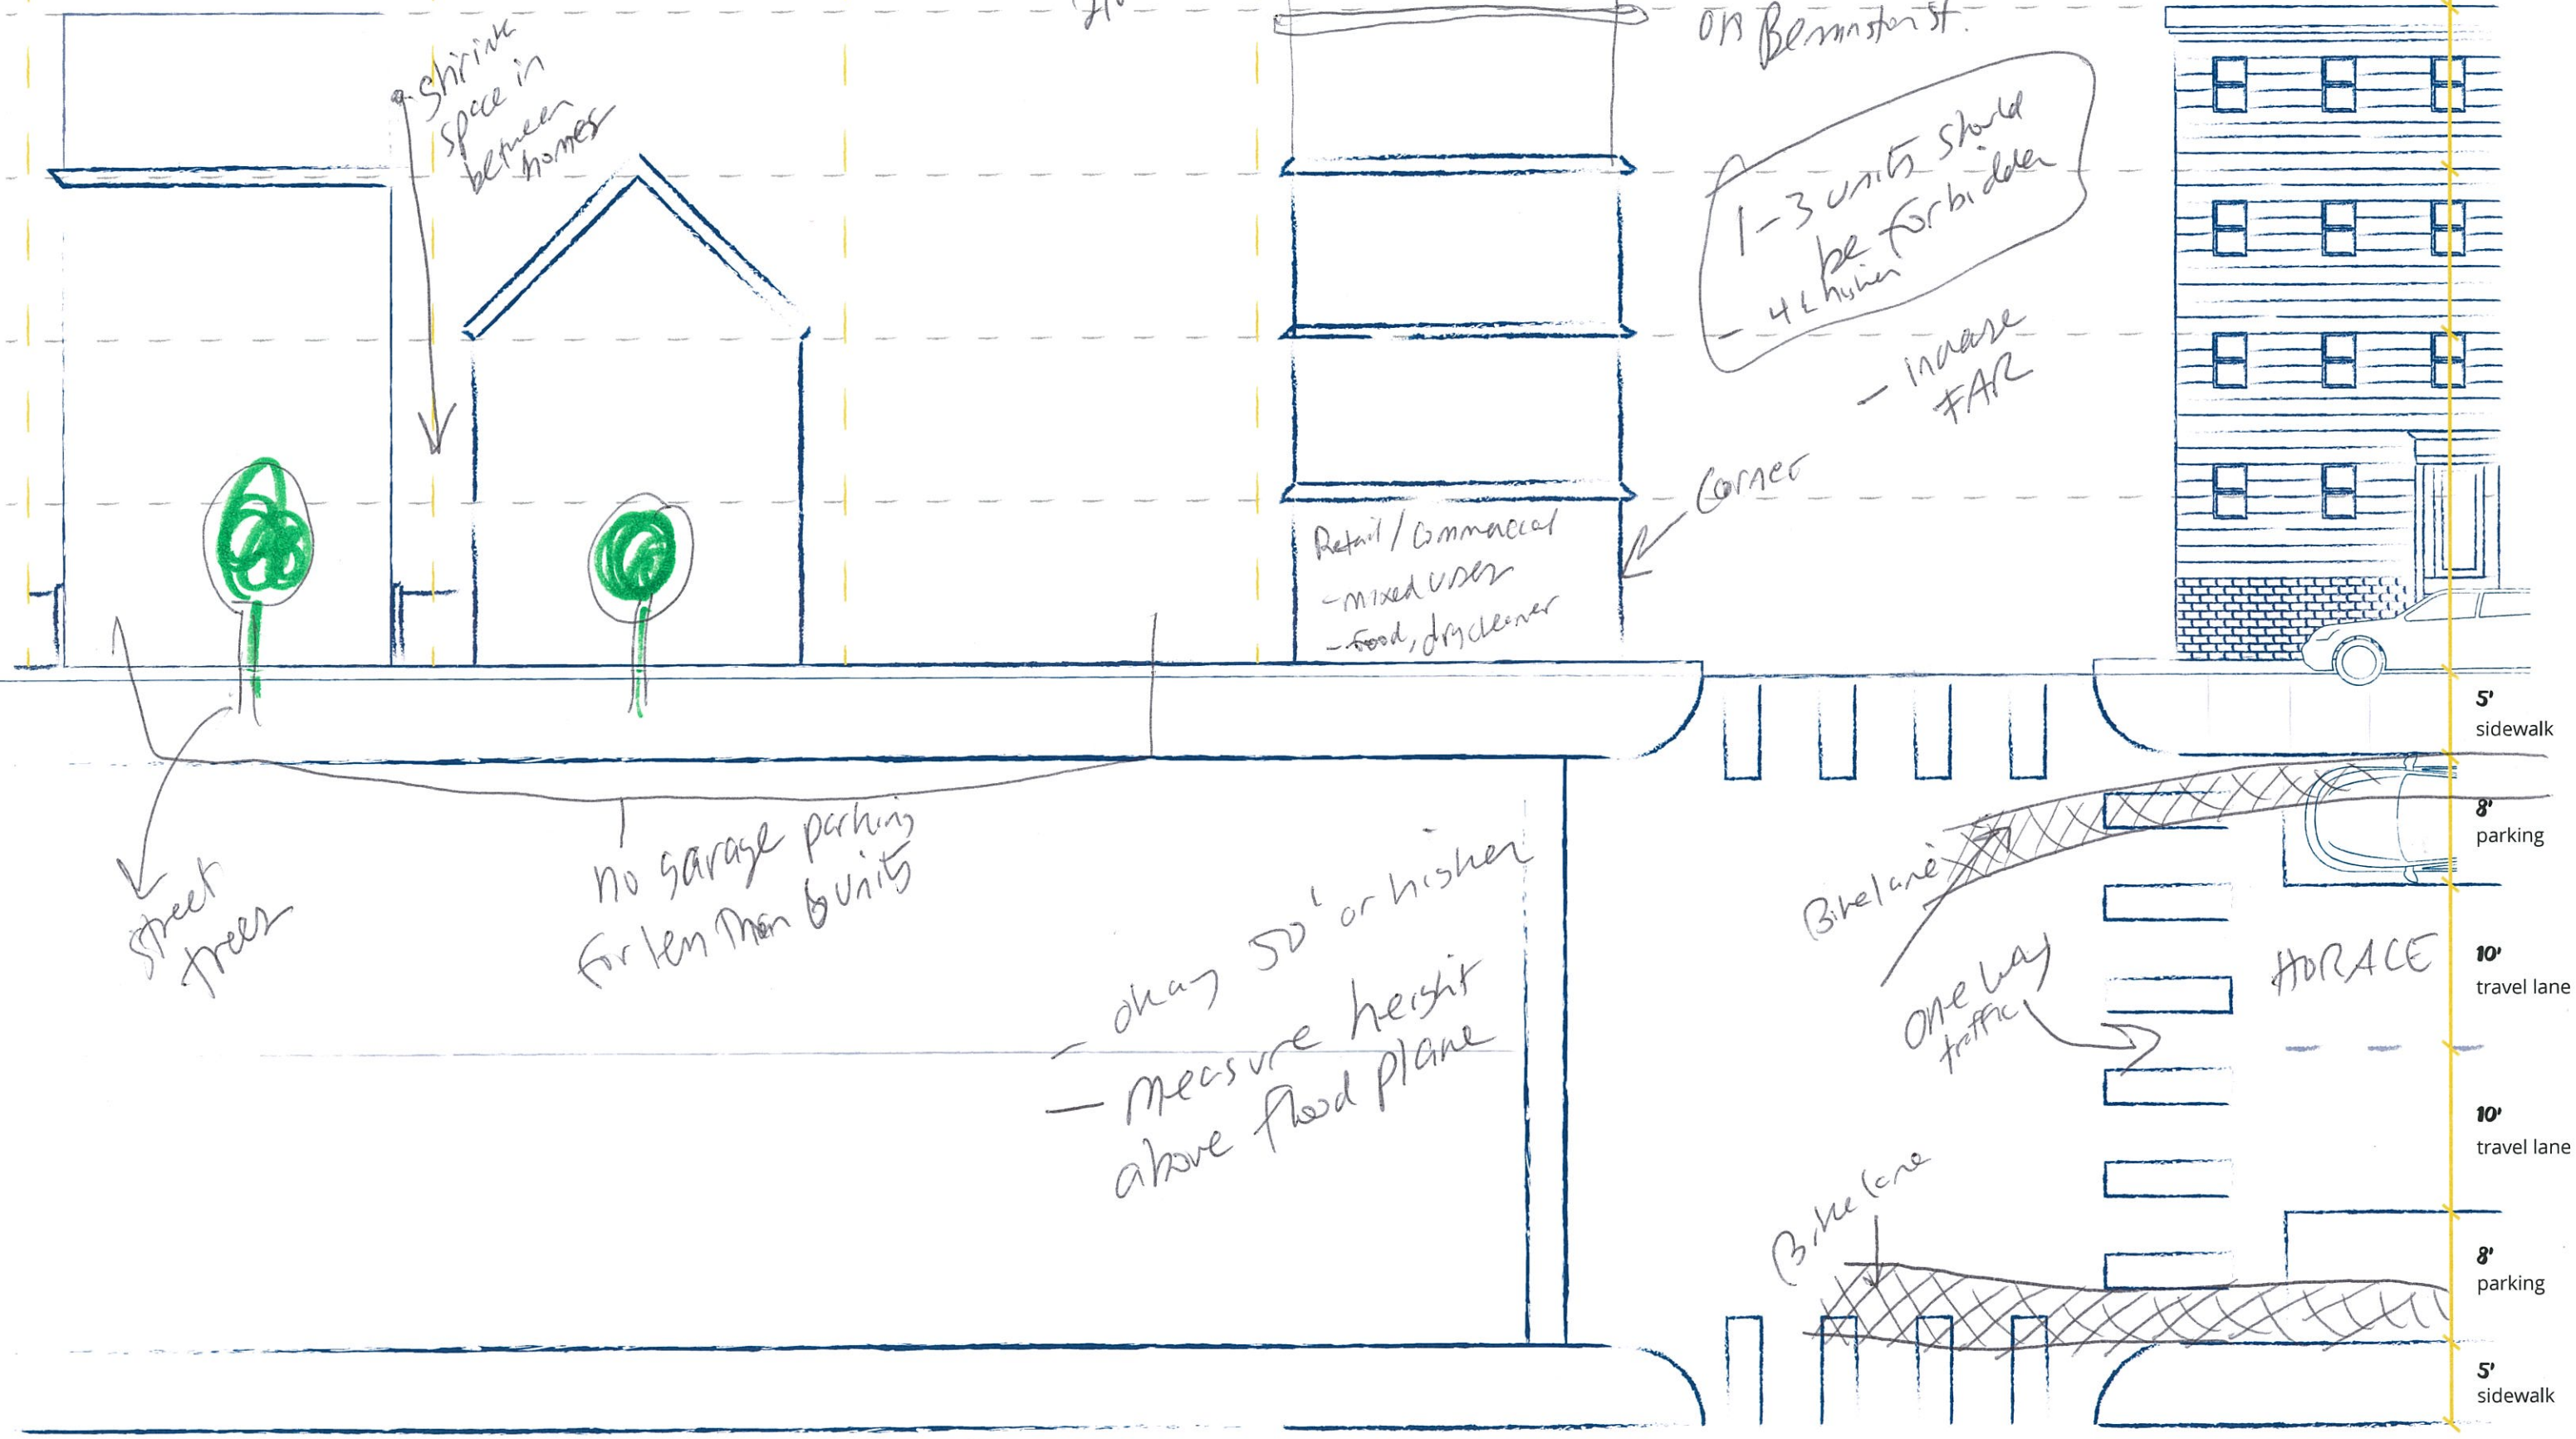 on Bennington st.
shrink
space in
between
homes
1-3 units should
be forbidden
- 4 & higher
- increase
FAR
Corner
Retail / Commercial
- mixed uses
- Food, dry cleaner
5'
sidewalk
8'
parking
Bike lane
no garage parking
for less than 6 units
street
trees
- okay 50' or higher
- measure height
above flood plane
one way
traffic
HORACE
10'
travel lane
10'
travel lane
Bike lane
8'
parking
5'
sidewalk